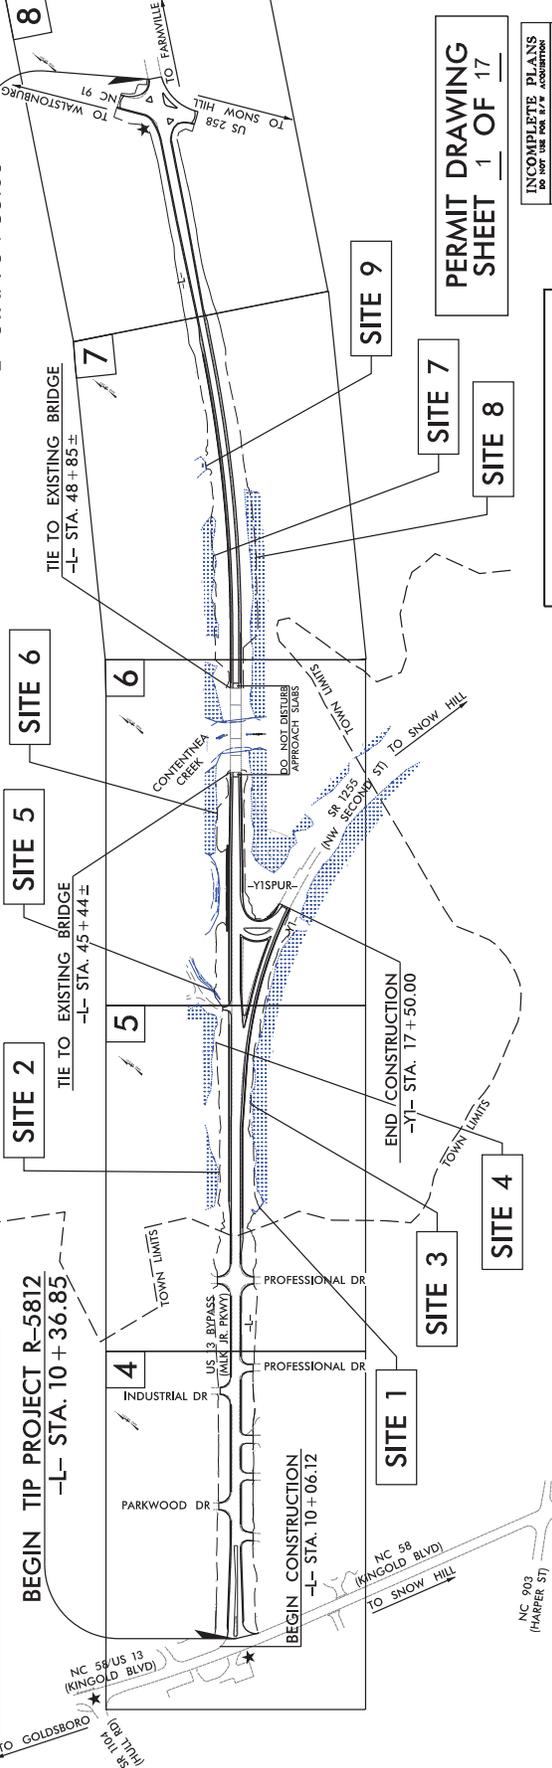 8
TO WALSTONBURG
NC 91
TO FARMVILLE
US 258
TO SNOW HILL
-L-
PERMIT DRAWING
SHEET 1 OF 17
INCOMPLETE PLANS
DO NOT USE FOR R/W ACQUISITION
7
TIE TO EXISTING BRIDGE
-L- STA. 48+85±
SITE 9
SITE 7
SITE 8
6
SITE 6
CONTENTNEA
CREEK
DO NOT DISTURB
APPROACH SLABS
TOWN LIMITS
SITE 5
TIE TO EXISTING BRIDGE
-L- STA. 45+44±
-Y1SPUR-
-Y1-
SR 1255
(NW SECOND ST)
TO SNOW HILL
5
SITE 2
END CONSTRUCTION
-Y1- STA. 17+50.00
TOWN LIMITS
SITE 4
SITE 3
SITE 1
BEGIN TIP PROJECT R-5812
-L- STA. 10+36.85
TOWN LIMITS
4
US 13 BYPASS
(MLK JR. PKWY)
-L-
PROFESSIONAL DR
PROFESSIONAL DR
INDUSTRIAL DR
PARKWOOD DR
BEGIN CONSTRUCTION
-L- STA. 10+06.12
NC 58/US 13
(KINGOLD BLVD)
TO GOLDSBORO
SR 1104
(HULL RD)
NC 58
(KINGOLD BLVD)
TO SNOW HILL
NC 903
(HARPER ST)